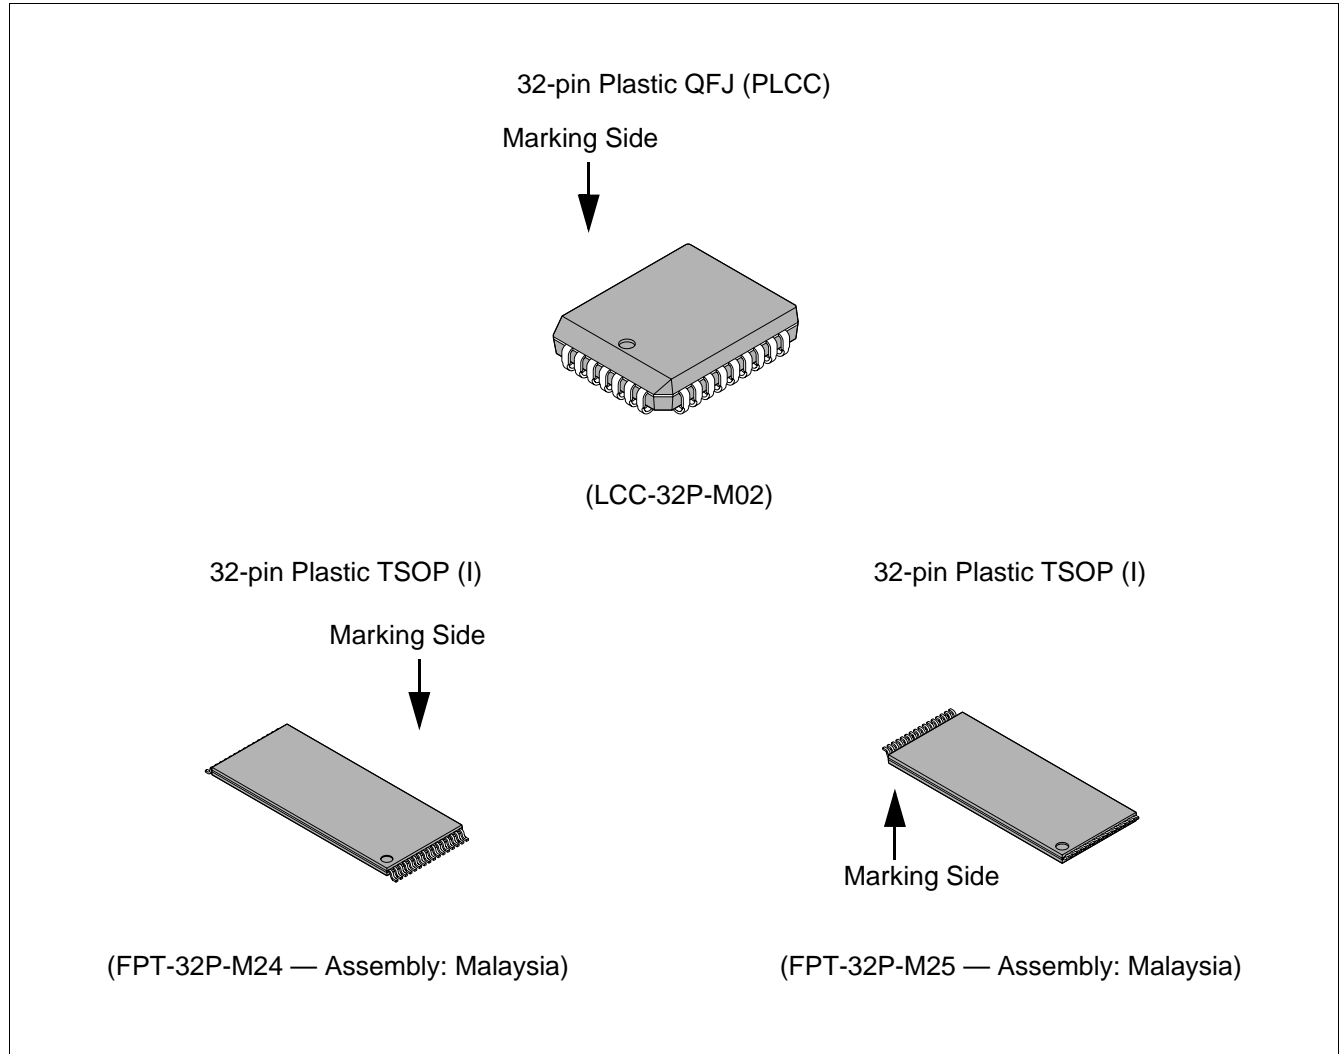 32-pin Plastic QFJ (PLCC)
Marking Side
(LCC-32P-M02)
32-pin Plastic TSOP (I)
Marking Side
(FPT-32P-M24 — Assembly: Malaysia)
32-pin Plastic TSOP (I)
Marking Side
(FPT-32P-M25 — Assembly: Malaysia)